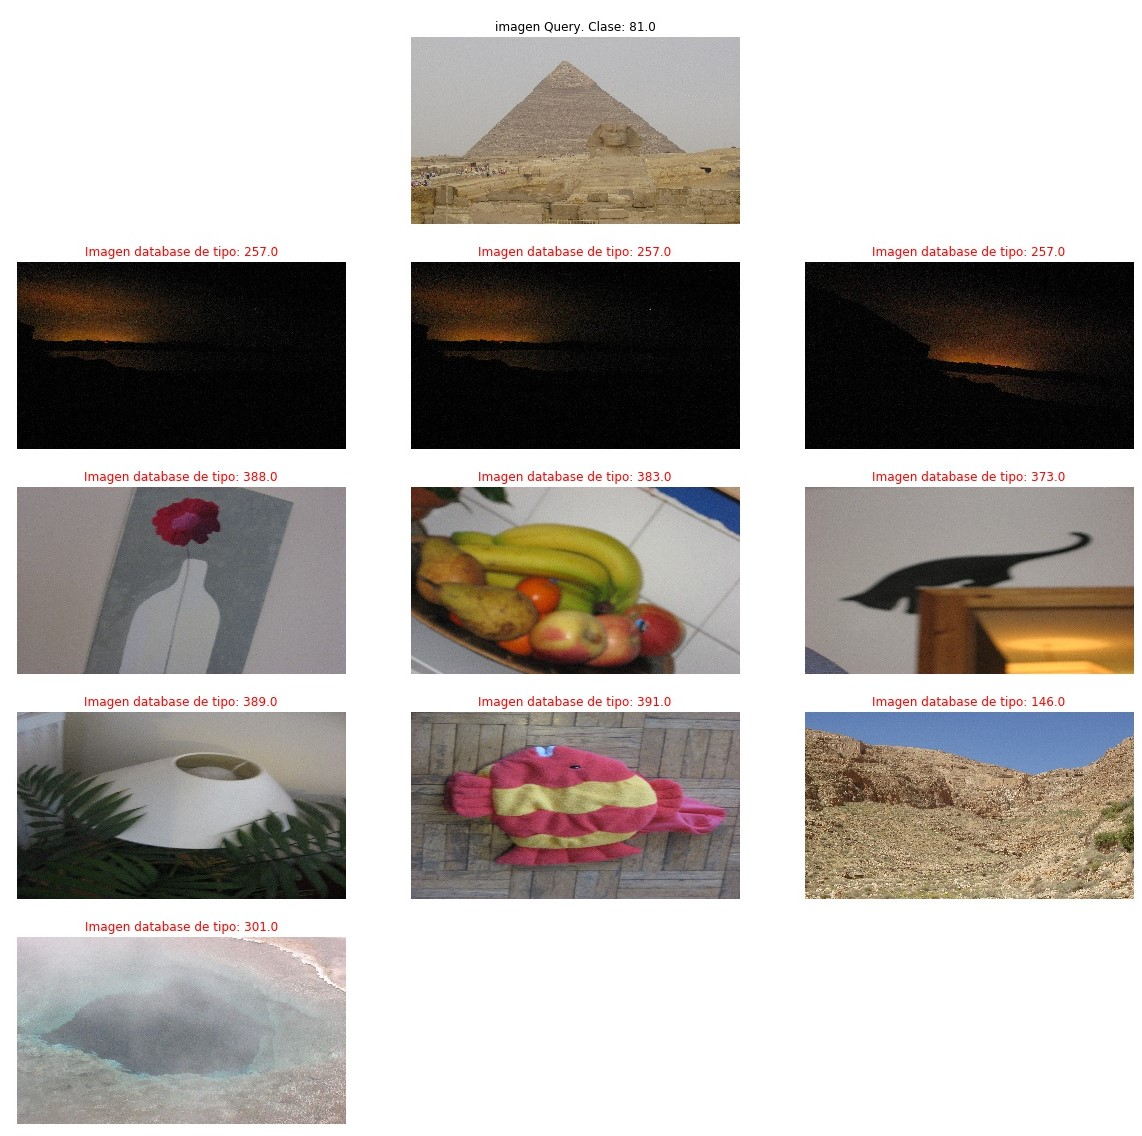 imagen Query. Clase: 81.0
Imagen database de tipo: 257.0
Imagen database de tipo: 257.0
Imagen database de tipo: 257.0
Imagen database de tipo: 388.0
Imagen database de tipo: 383.0
Imagen database de tipo: 373.0
Imagen database de tipo: 389.0
Imagen database de tipo: 391.0
Imagen database de tipo: 146.0
Imagen database de tipo: 301.0